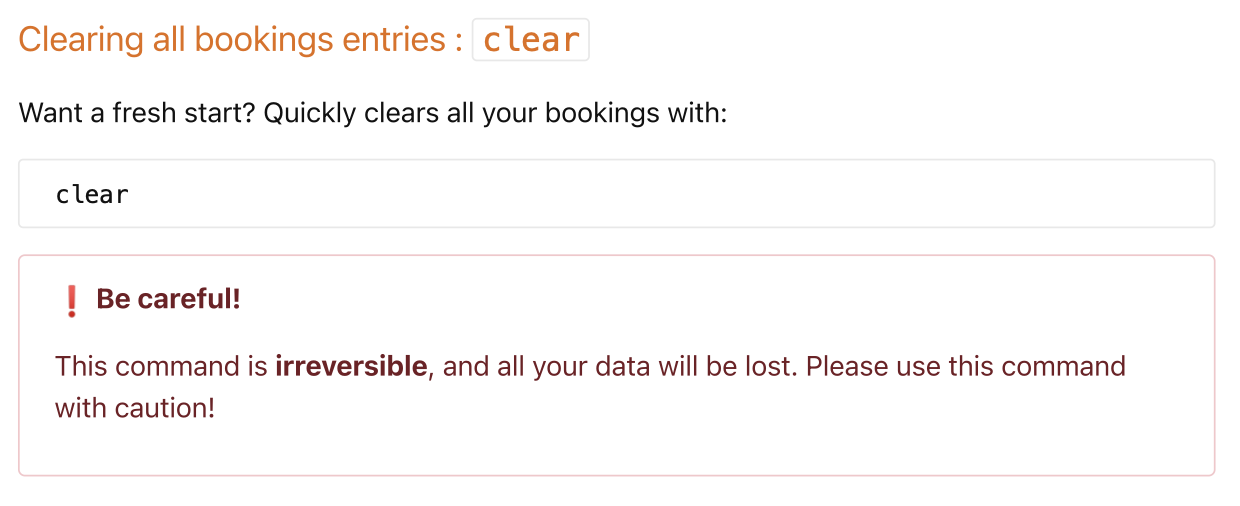 Clearing all bookings entries : clear
Want a fresh start? Quickly clears all your bookings with:
clear
❗ Be careful!
This command is irreversible, and all your data will be lost. Please use this command
with caution!